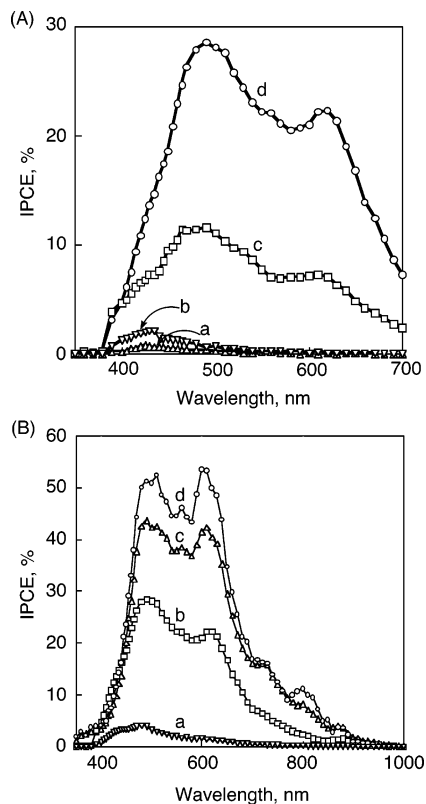 (A)
30
20
10
0
IPCE, %
d
c
b
a
400 500 600 700
Wavelength, nm
(B)
60
50
40
30
20
10
0
IPCE, %
d
c
b
a
400 600 800 1000
Wavelength, nm